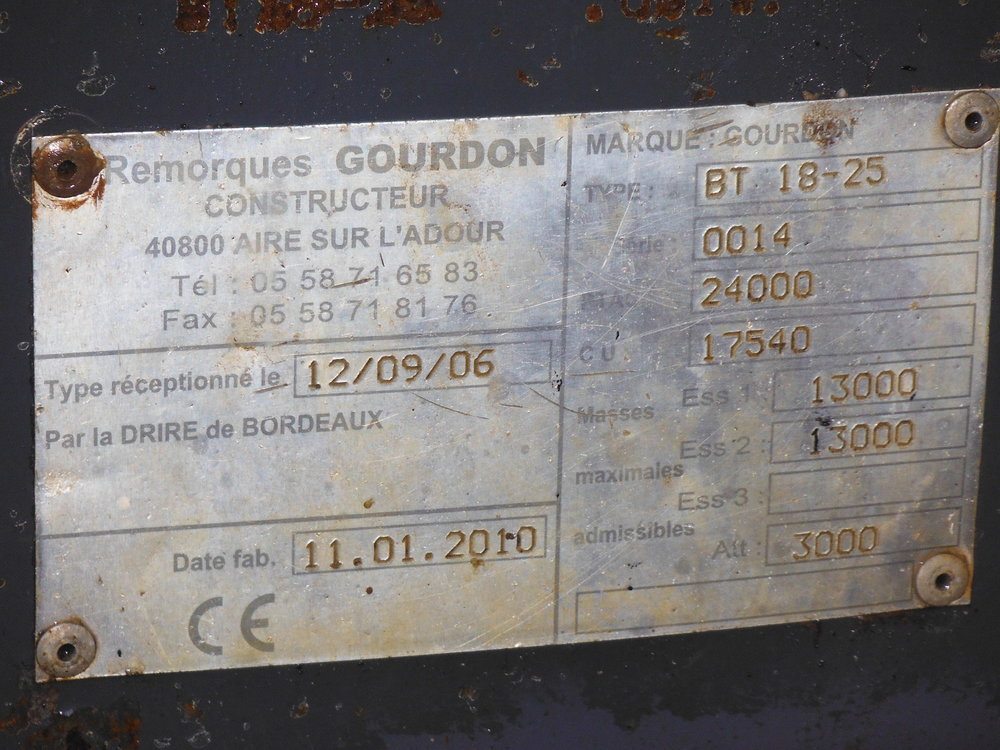 Remorques GOURDON
CONSTRUCTEUR
40800 AIRE SUR L'ADOUR
Tél : 05 58 71 65 83
Fax : 05 58 71 81 76
Type réceptionné le 12/09/06
Par la DRIRE de BORDEAUX
Date fab. 11.01.2010
CE
MARQUE : GOURDON
TYPE : BT 18-25
0014
24000
C U 17540
Masses maximales admissibles
Ess 1 : 13000
Ess 2 : 13000
Ess 3 :
Att : 3000